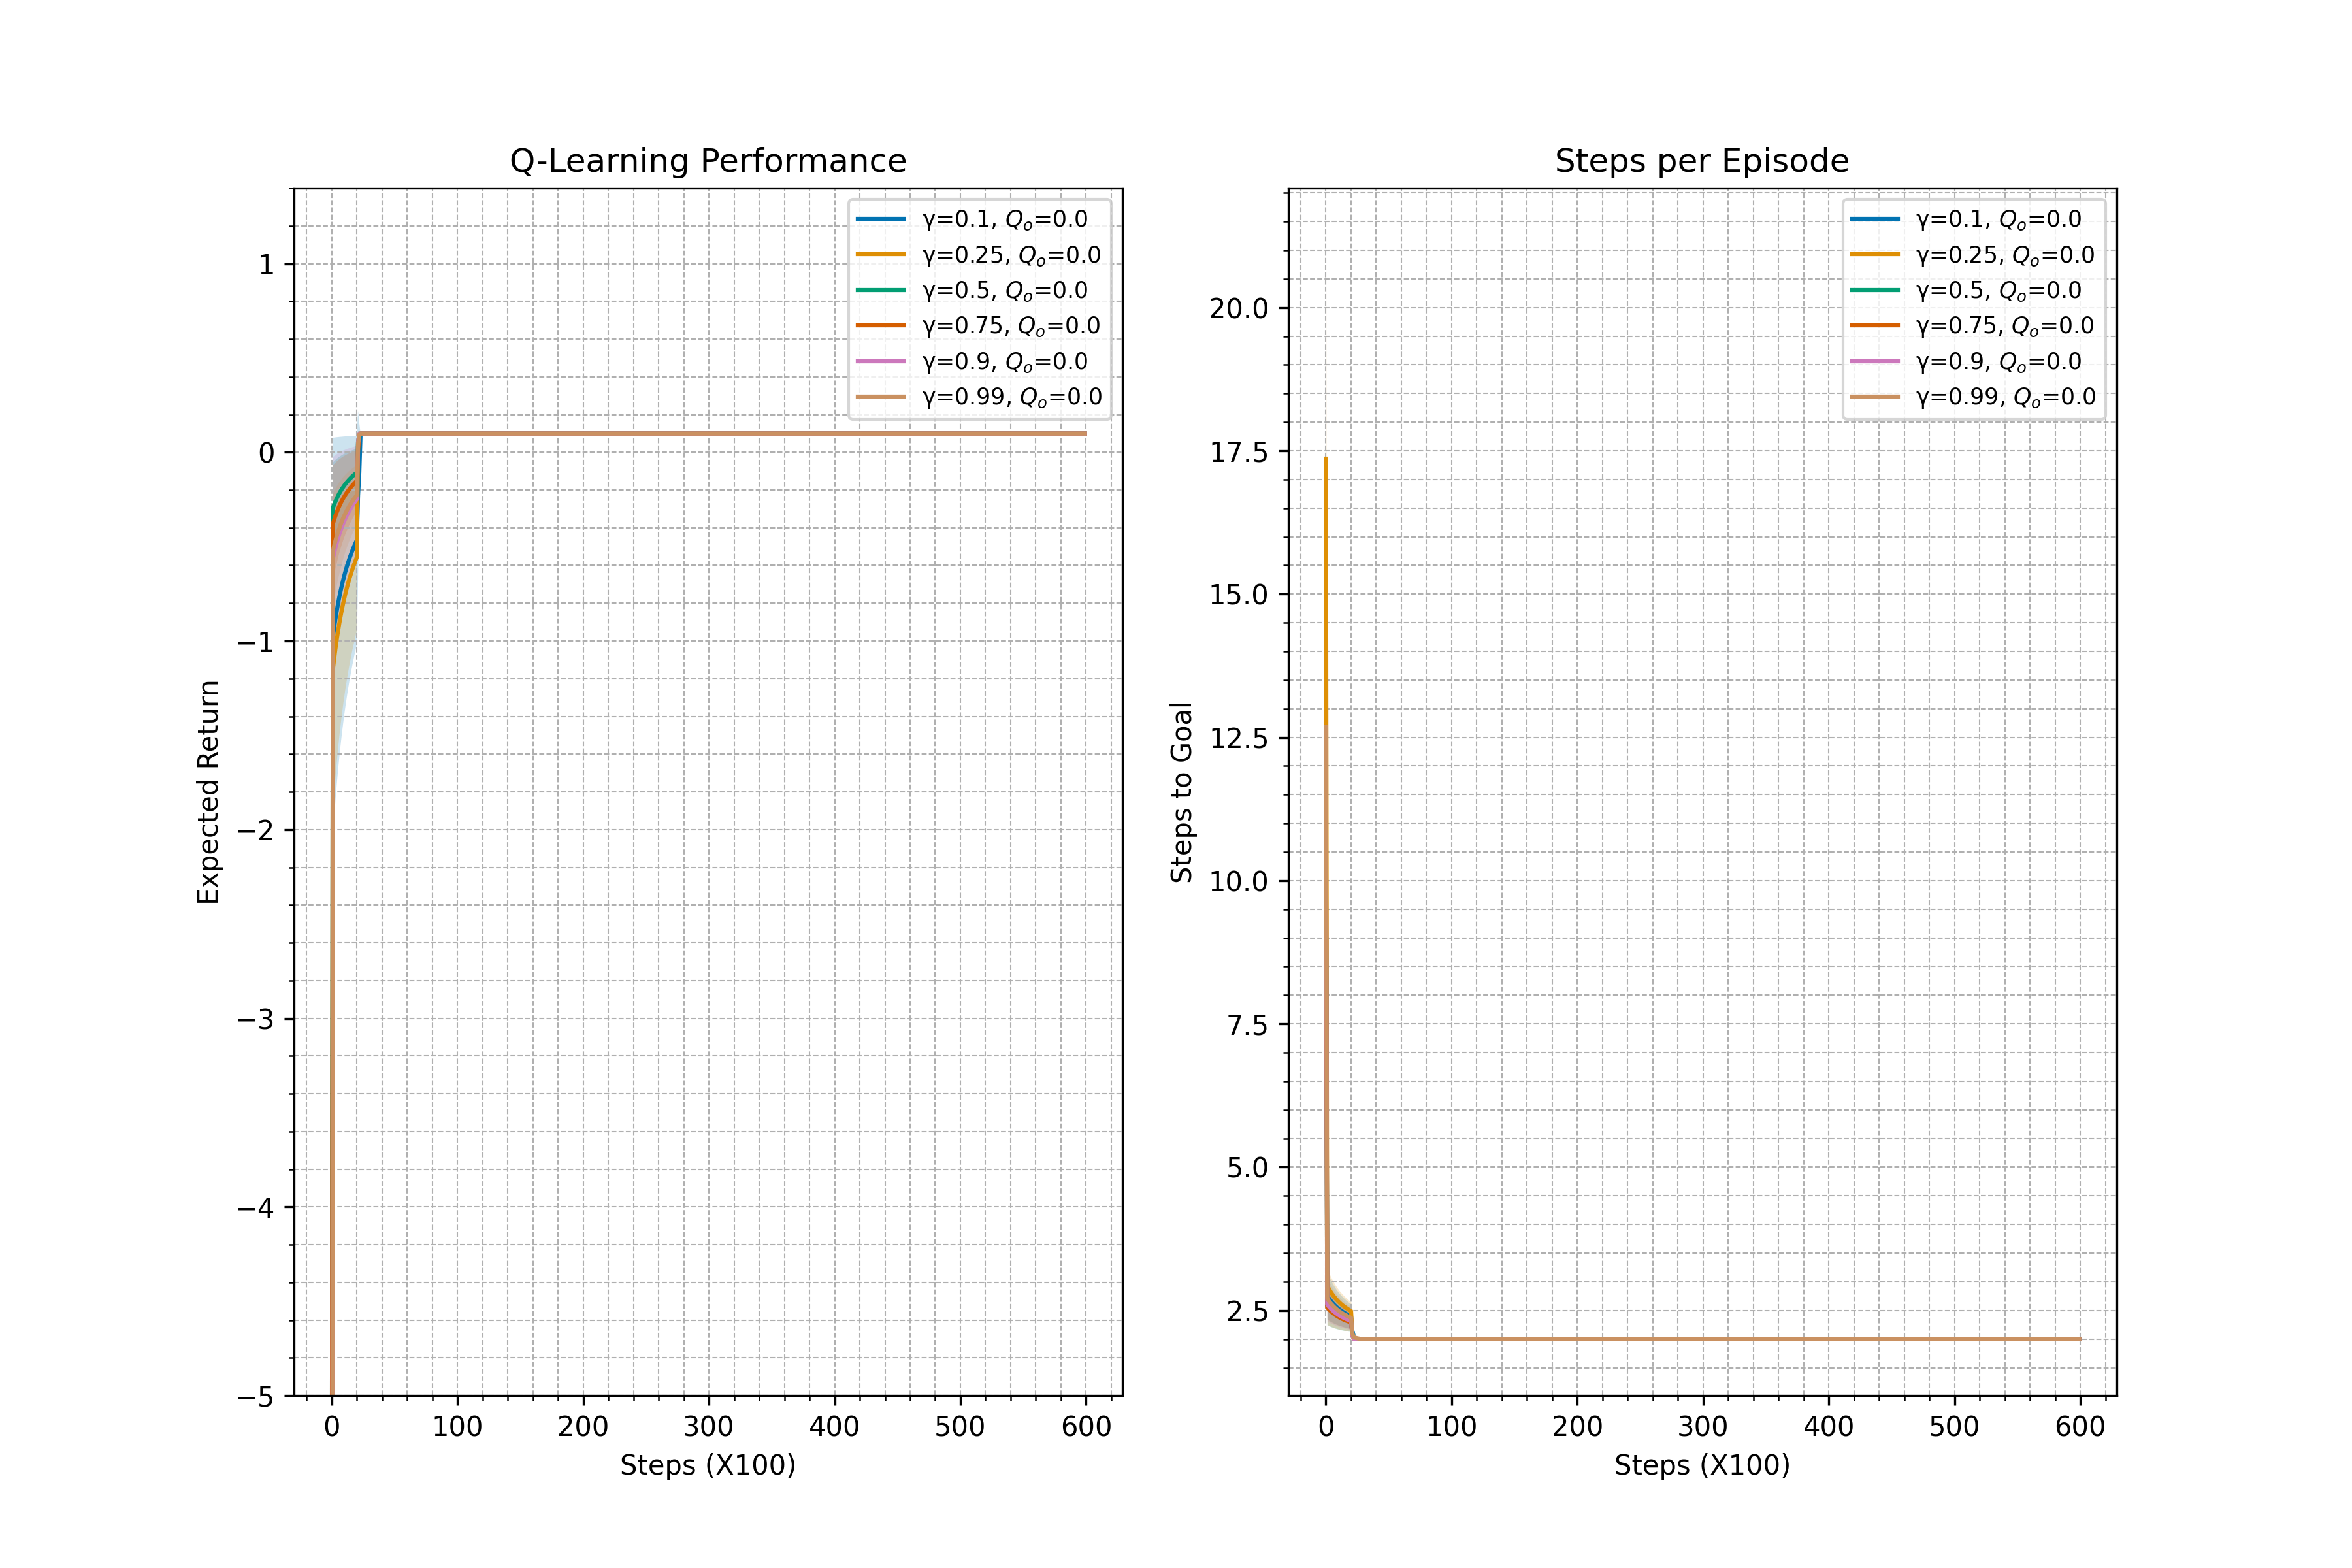 Q-Learning Performance
1
0
−1
−2
−3
−4
−5
Expected Return
0 100 200 300 400 500 600
Steps (X100)
γ=0.1, Qₒ=0.0
γ=0.25, Qₒ=0.0
γ=0.5, Qₒ=0.0
γ=0.75, Qₒ=0.0
γ=0.9, Qₒ=0.0
γ=0.99, Qₒ=0.0
Steps per Episode
20.0
17.5
15.0
12.5
10.0
7.5
5.0
2.5
Steps to Goal
0 100 200 300 400 500 600
Steps (X100)
γ=0.1, Qₒ=0.0
γ=0.25, Qₒ=0.0
γ=0.5, Qₒ=0.0
γ=0.75, Qₒ=0.0
γ=0.9, Qₒ=0.0
γ=0.99, Qₒ=0.0